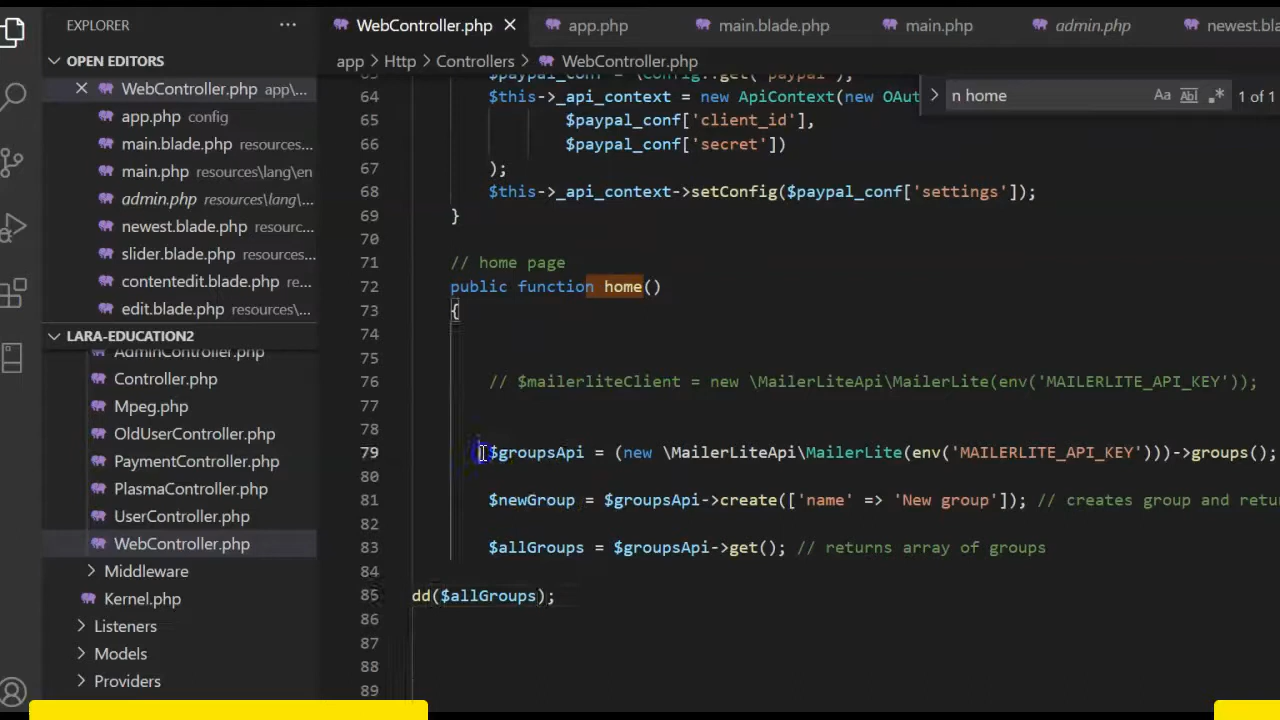 EXPLORER ···
OPEN EDITORS
WebController.php app\...
app.php config
main.blade.php resources...
main.php resources\lang\en
admin.php resources\lang/...
newest.blade.php resourc...
slider.blade.php resources...
contentedit.blade.php re...
edit.blade.php resources\...
LARA-EDUCATION2
AdminController.php
Controller.php
Mpeg.php
OldUserController.php
PaymentController.php
PlasmaController.php
UserController.php
WebController.php
Middleware
Kernel.php
Listeners
Models
Providers
WebController.php app.php main.blade.php main.php admin.php newest.bla
app > Http > Controllers > WebController.php
n home Aa Abl .* 1 of 1
$paypal_conf = \Config::get('paypal');
64 $this->_api_context = new ApiContext(new OAut
65 $paypal_conf['client_id'],
66 $paypal_conf['secret'])
67 );
68 $this->_api_context->setConfig($paypal_conf['settings']);
69 }
70
71 // home page
72 public function home()
73 {
74
75
76 // $mailerliteClient = new \MailerLiteApi\MailerLite(env('MAILERLITE_API_KEY'));
77
78
79 $groupsApi = (new \MailerLiteApi\MailerLite(env('MAILERLITE_API_KEY')))->groups();
80
81 $newGroup = $groupsApi->create(['name' => 'New group']); // creates group and retu
82
83 $allGroups = $groupsApi->get(); // returns array of groups
84
85 dd($allGroups);
86
87
88
89